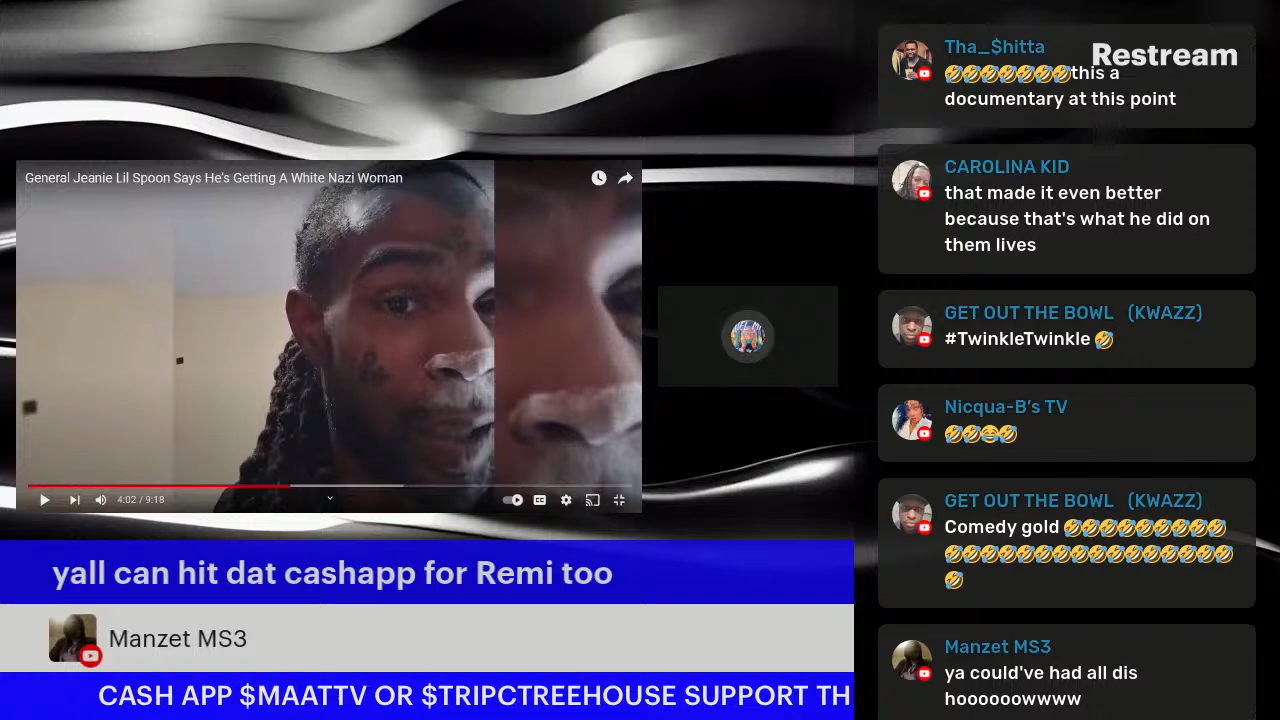 General Jeanie Lil Spoon Says He's Getting A White Nazi Woman
4:02 / 9:18
CC
yall can hit dat cashapp for Remi too
Manzet MS3
CASH APP $MAATTV OR $TRIPCTREEHOUSE SUPPORT TH
Restream
Tha_$hitta
🤣🤣🤣🤣🤣🤣🤣this a
documentary at this point
CAROLINA KID
that made it even better
because that's what he did on
them lives
GET OUT THE BOWL (KWAZZ)
#TwinkleTwinkle 🤣
Nicqua-B's TV
🤣🤣😂🤣
GET OUT THE BOWL (KWAZZ)
Comedy gold 🤣🤣🤣🤣🤣🤣🤣🤣🤣
🤣🤣🤣🤣🤣🤣🤣🤣🤣🤣🤣🤣🤣🤣🤣🤣
🤣
Manzet MS3
ya could've had all dis
hoooooowwww